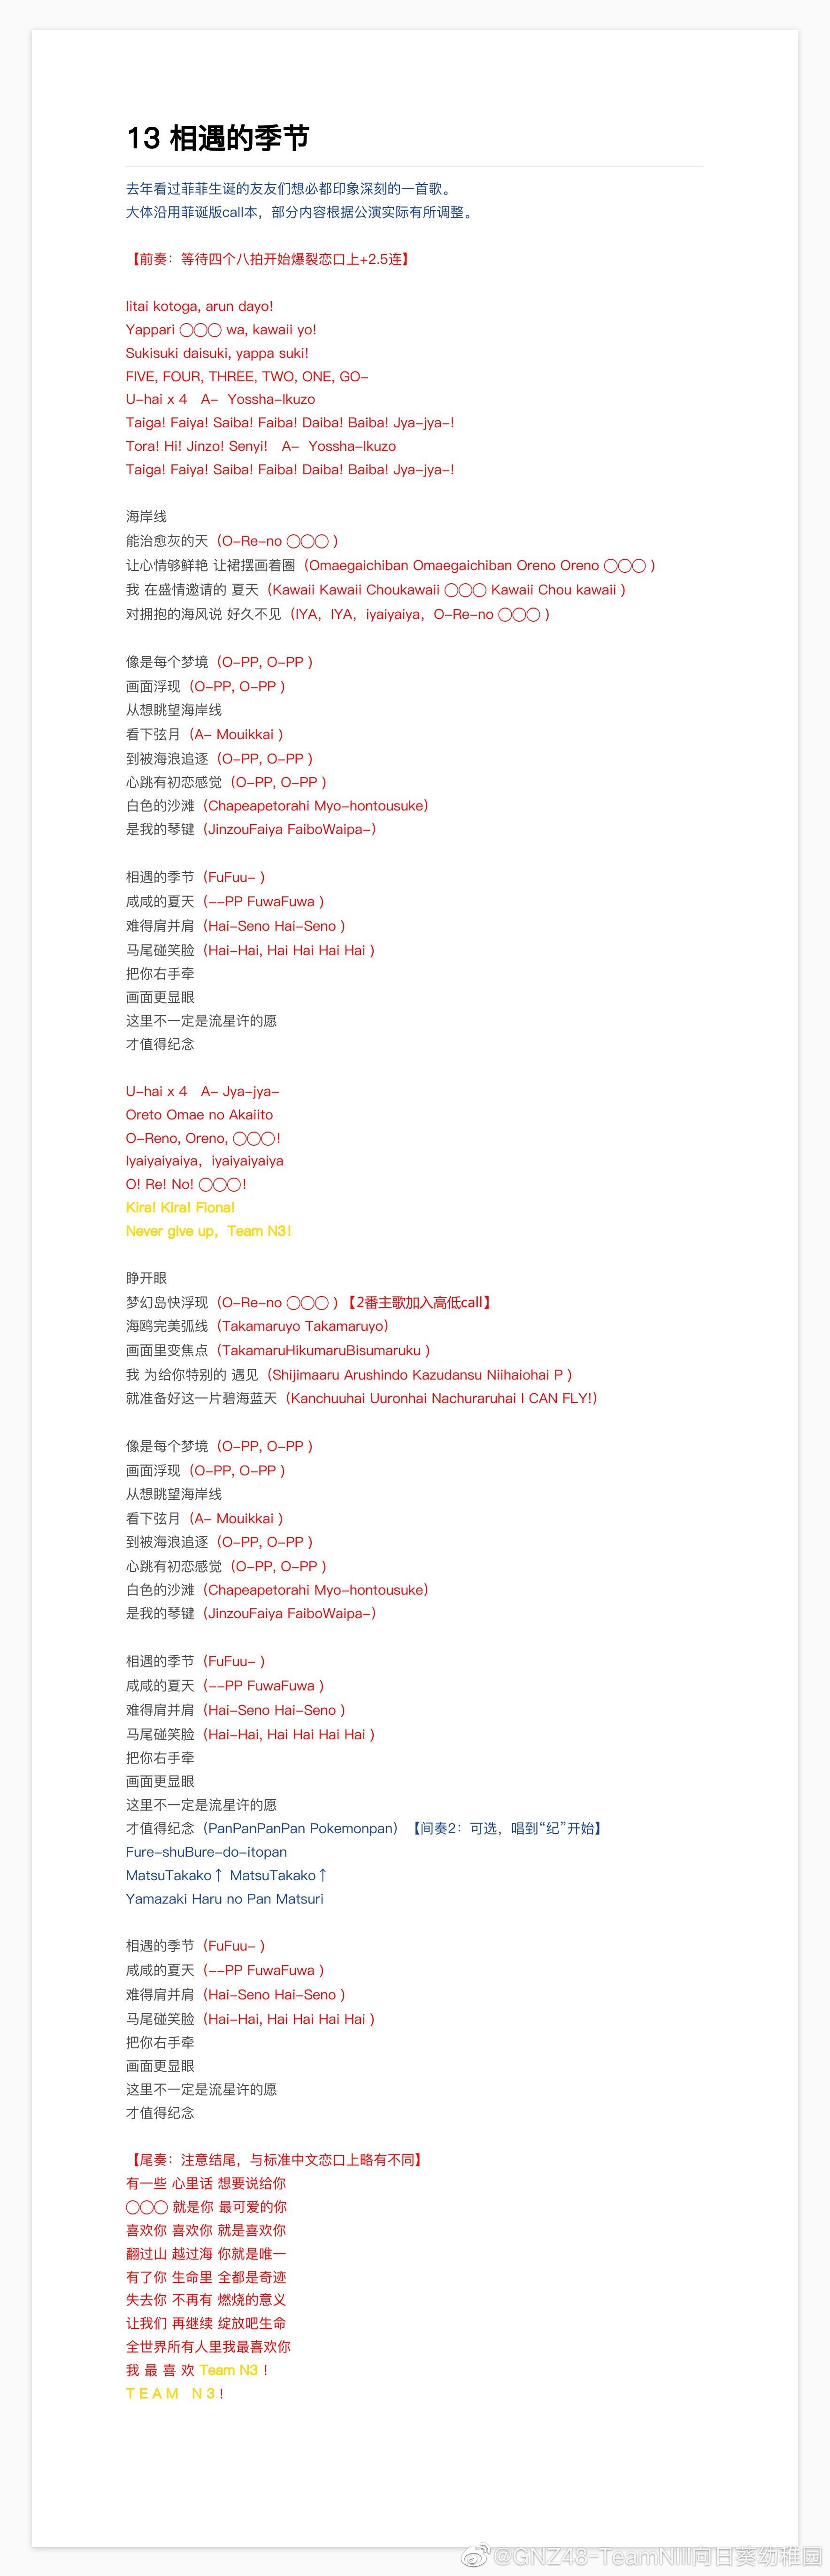 13 相遇的季节
去年看过菲菲生诞的友友们想必都印象深刻的一首歌。
大体沿用菲诞版call本，部分内容根据公演实际有所调整。
【前奏：等待四个八拍开始爆裂恋口上+2.5连】
Iitai kotoga, arun dayo!
Yappari ◯◯◯ wa, kawaii yo!
Sukisuki daisuki, yappa suki!
FIVE, FOUR, THREE, TWO, ONE, GO-
U-hai x 4 A- Yossha-Ikuzo
Taiga! Faiya! Saiba! Faiba! Daiba! Baiba! Jya-jya-!
Tora! Hi! Jinzo! Senyi! A- Yossha-Ikuzo
Taiga! Faiya! Saiba! Faiba! Daiba! Baiba! Jya-jya-!
海岸线
能治愈灰的天（O-Re-no ◯◯◯ )
让心情够鲜艳 让裙摆画着圈（Omaegaichiban Omaegaichiban Oreno Oreno ◯◯◯ )
我 在盛情邀请的 夏天（Kawaii Kawaii Choukawaii ◯◯◯ Kawaii Chou kawaii )
对拥抱的海风说 好久不见（IYA，IYA，iyaiyaiya，O-Re-no ◯◯◯ )
像是每个梦境（O-PP, O-PP )
画面浮现（O-PP, O-PP )
从想眺望海岸线
看下弦月（A- Mouikkai )
到被海浪追逐（O-PP, O-PP )
心跳有初恋感觉（O-PP, O-PP )
白色的沙滩（Chapeapetorahi Myo-hontousuke）
是我的琴键（JinzouFaiya FaiboWaipa-）
相遇的季节（FuFuu- )
咸咸的夏天（--PP FuwaFuwa )
难得肩并肩（Hai-Seno Hai-Seno )
马尾碰笑脸（Hai-Hai, Hai Hai Hai Hai )
把你右手牵
画面更显眼
这里不一定是流星许的愿
才值得纪念
U-hai x 4 A- Jya-jya-
Oreto Omae no Akaiito
O-Reno, Oreno, ◯◯◯!
Iyaiyaiyaiya，iyaiyaiyaiya
O! Re! No! ◯◯◯!
Kira! Kira! Fiona!
Never give up，Team N3!
睁开眼
梦幻岛快浮现（O-Re-no ◯◯◯ )【2番主歌加入高低call】
海鸥完美弧线（Takamaruyo Takamaruyo）
画面里变焦点（TakamaruHikumaruBisumaruku )
我 为给你特别的 遇见（Shijimaaru Arushindo Kazudansu Niihaiohai P )
就准备好这一片碧海蓝天（Kanchuuhai Uuronhai Nachuraruhai I CAN FLY!）
像是每个梦境（O-PP, O-PP )
画面浮现（O-PP, O-PP )
从想眺望海岸线
看下弦月（A- Mouikkai )
到被海浪追逐（O-PP, O-PP )
心跳有初恋感觉（O-PP, O-PP )
白色的沙滩（Chapeapetorahi Myo-hontousuke）
是我的琴键（JinzouFaiya FaiboWaipa-）
相遇的季节（FuFuu- )
咸咸的夏天（--PP FuwaFuwa )
难得肩并肩（Hai-Seno Hai-Seno )
马尾碰笑脸（Hai-Hai, Hai Hai Hai Hai )
把你右手牵
画面更显眼
这里不一定是流星许的愿
才值得纪念（PanPanPanPan Pokemonpan）【间奏2：可选，唱到“纪”开始】
Fure-shuBure-do-itopan
MatsuTakako↑ MatsuTakako↑
Yamazaki Haru no Pan Matsuri
相遇的季节（FuFuu- )
咸咸的夏天（--PP FuwaFuwa )
难得肩并肩（Hai-Seno Hai-Seno )
马尾碰笑脸（Hai-Hai, Hai Hai Hai Hai )
把你右手牵
画面更显眼
这里不一定是流星许的愿
才值得纪念
【尾奏：注意结尾，与标准中文恋口上略有不同】
有一些 心里话 想要说给你
◯◯◯ 就是你 最可爱的你
喜欢你 喜欢你 就是喜欢你
翻过山 越过海 你就是唯一
有了你 生命里 全都是奇迹
失去你 不再有 燃烧的意义
让我们 再继续 绽放吧生命
全世界所有人里我最喜欢你
我 最 喜 欢 Team N3 !
T E A M N 3 !
@GNZ48-TeamNIII向日葵幼稚园